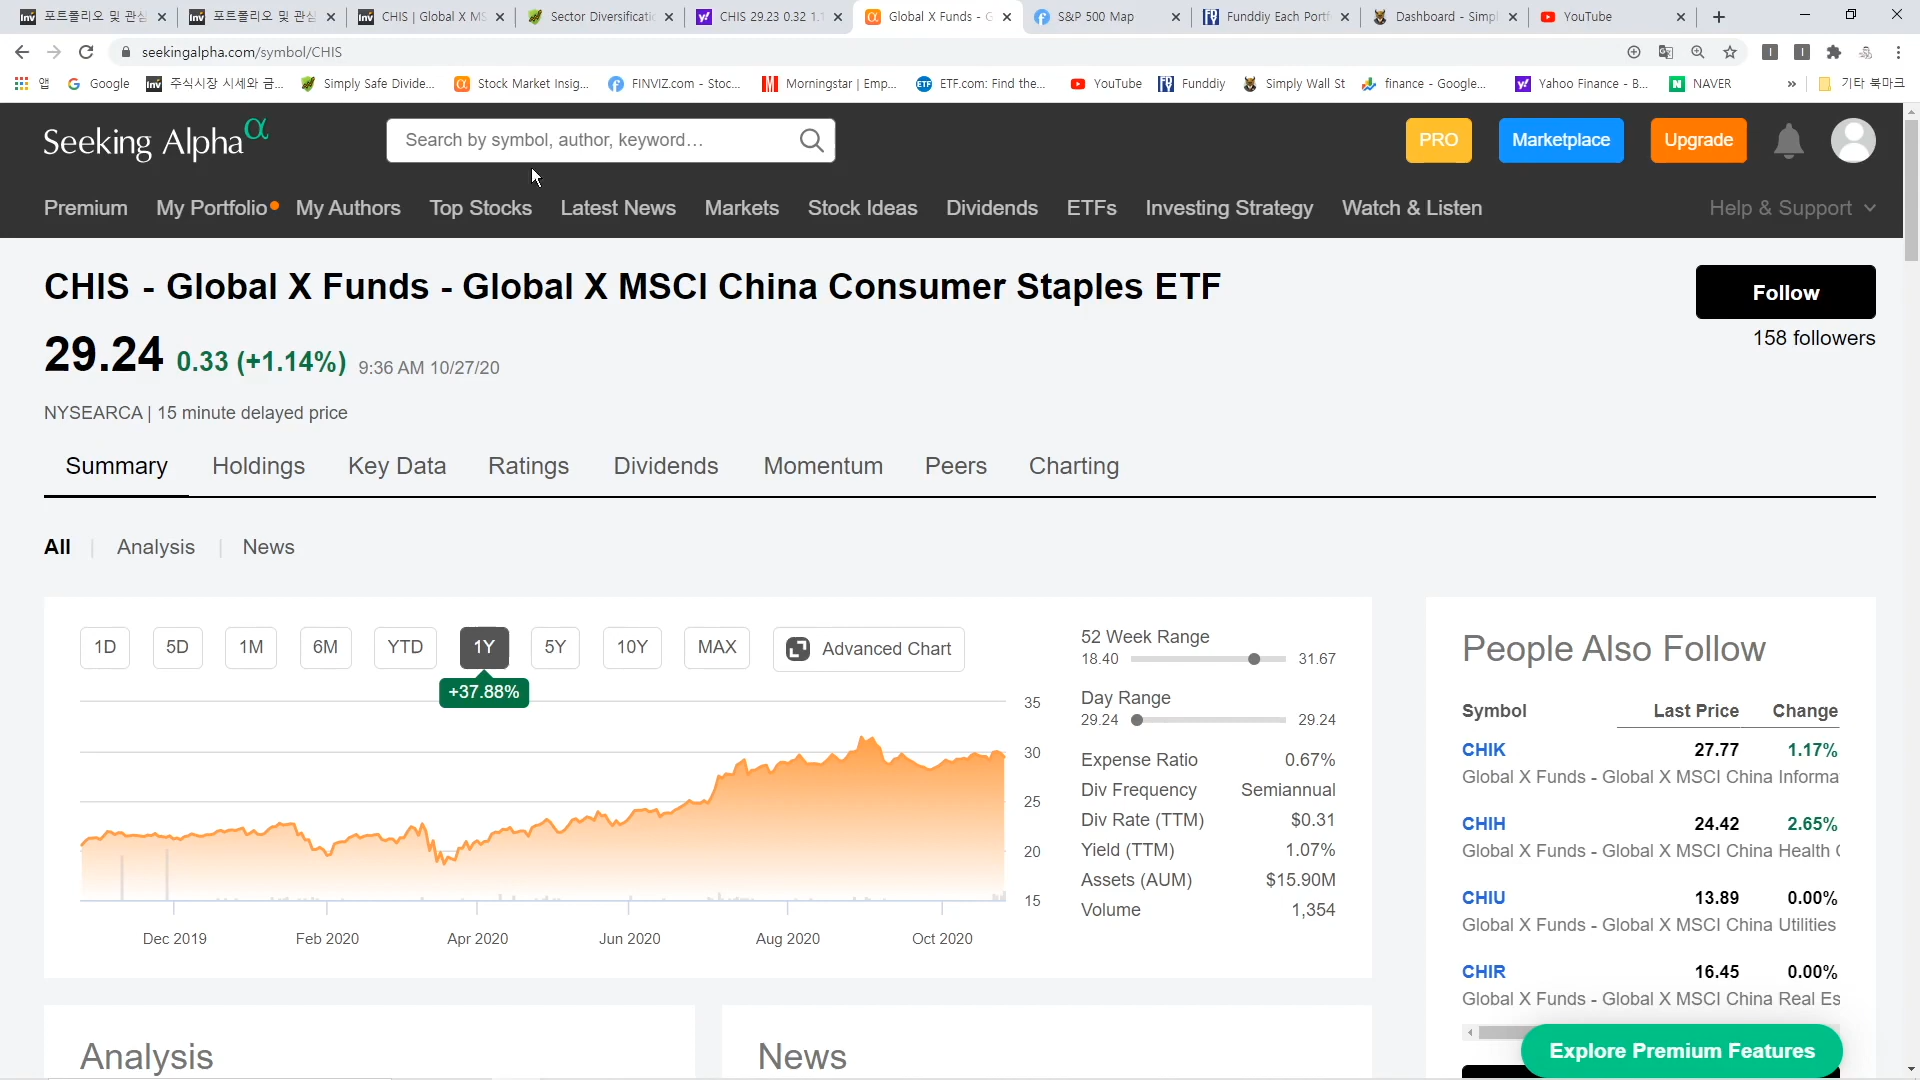 포트폴리오 및 관심
포트폴리오 및 관심
CHIS | Global X MS
Sector Diversificatio
CHIS 29.23 0.32 1.1
Global X Funds - G
S&P 500 Map
Funddiy Each Portf
Dashboard - Simpl
YouTube
seekingalpha.com/symbol/CHIS
앱
Google
주식시장 시세와 금...
Simply Safe Divide...
Stock Market Insig...
FINVIZ.com - Stoc...
Morningstar | Emp...
ETF.com: Find the...
YouTube
Funddiy
Simply Wall St
finance - Google...
Yahoo Finance - B...
NAVER
»
기타 북마크
Seeking Alpha α
Search by symbol, author, keyword...
PRO
Marketplace
Upgrade
Premium
My Portfolio
My Authors
Top Stocks
Latest News
Markets
Stock Ideas
Dividends
ETFs
Investing Strategy
Watch & Listen
Help & Support
CHIS - Global X Funds - Global X MSCI China Consumer Staples ETF
Follow
158 followers
29.24 0.33 (+1.14%) 9:36 AM 10/27/20
NYSEARCA | 15 minute delayed price
Summary
Holdings
Key Data
Ratings
Dividends
Momentum
Peers
Charting
All | Analysis | News
1D
5D
1M
6M
YTD
1Y
5Y
10Y
MAX
Advanced Chart
+37.88%
35
30
25
20
15
Dec 2019
Feb 2020
Apr 2020
Jun 2020
Aug 2020
Oct 2020
52 Week Range
18.40 31.67
Day Range
29.24 29.24
Expense Ratio 0.67%
Div Frequency Semiannual
Div Rate (TTM) $0.31
Yield (TTM) 1.07%
Assets (AUM) $15.90M
Volume 1,354
People Also Follow
Symbol Last Price Change
CHIK 27.77 1.17%
Global X Funds - Global X MSCI China Informa
CHIH 24.42 2.65%
Global X Funds - Global X MSCI China Health
CHIU 13.89 0.00%
Global X Funds - Global X MSCI China Utilities
CHIR 16.45 0.00%
Global X Funds - Global X MSCI China Real Es
Explore Premium Features
Analysis
News